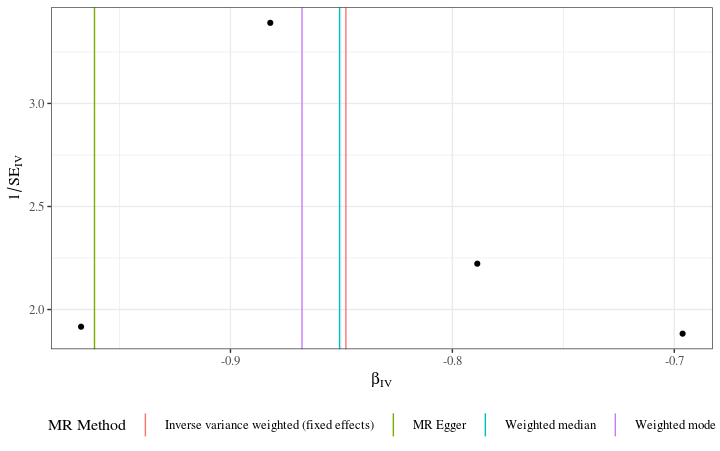 1/SE_IV
3.0
2.5
2.0
-0.9
-0.8
-0.7
β_IV
MR Method
Inverse variance weighted (fixed effects)
MR Egger
Weighted median
Weighted mode